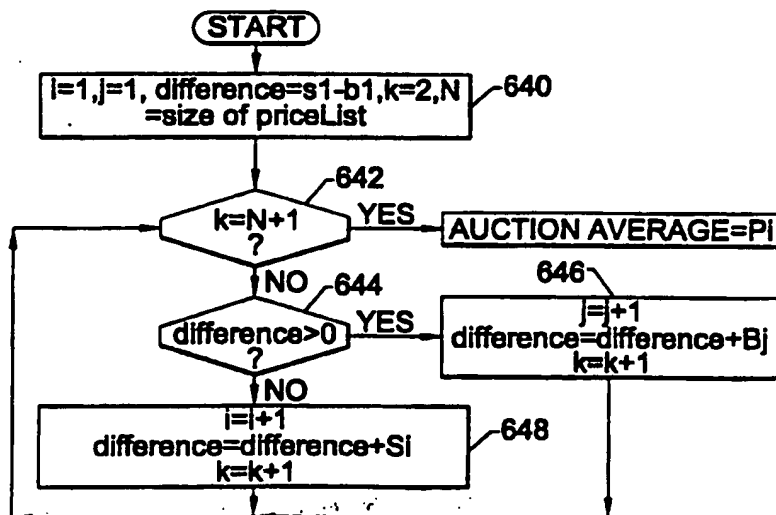 START
i=1,j=1, difference=s1-b1,k=2,N
=size of priceList
640
642
k=N+1
?
YES
AUCTION AVERAGE=Pi
NO
644
646
difference>0
?
YES
j=j+1
difference=difference+Bj
k=k+1
NO
i=i+1
difference=difference+Si
k=k+1
648